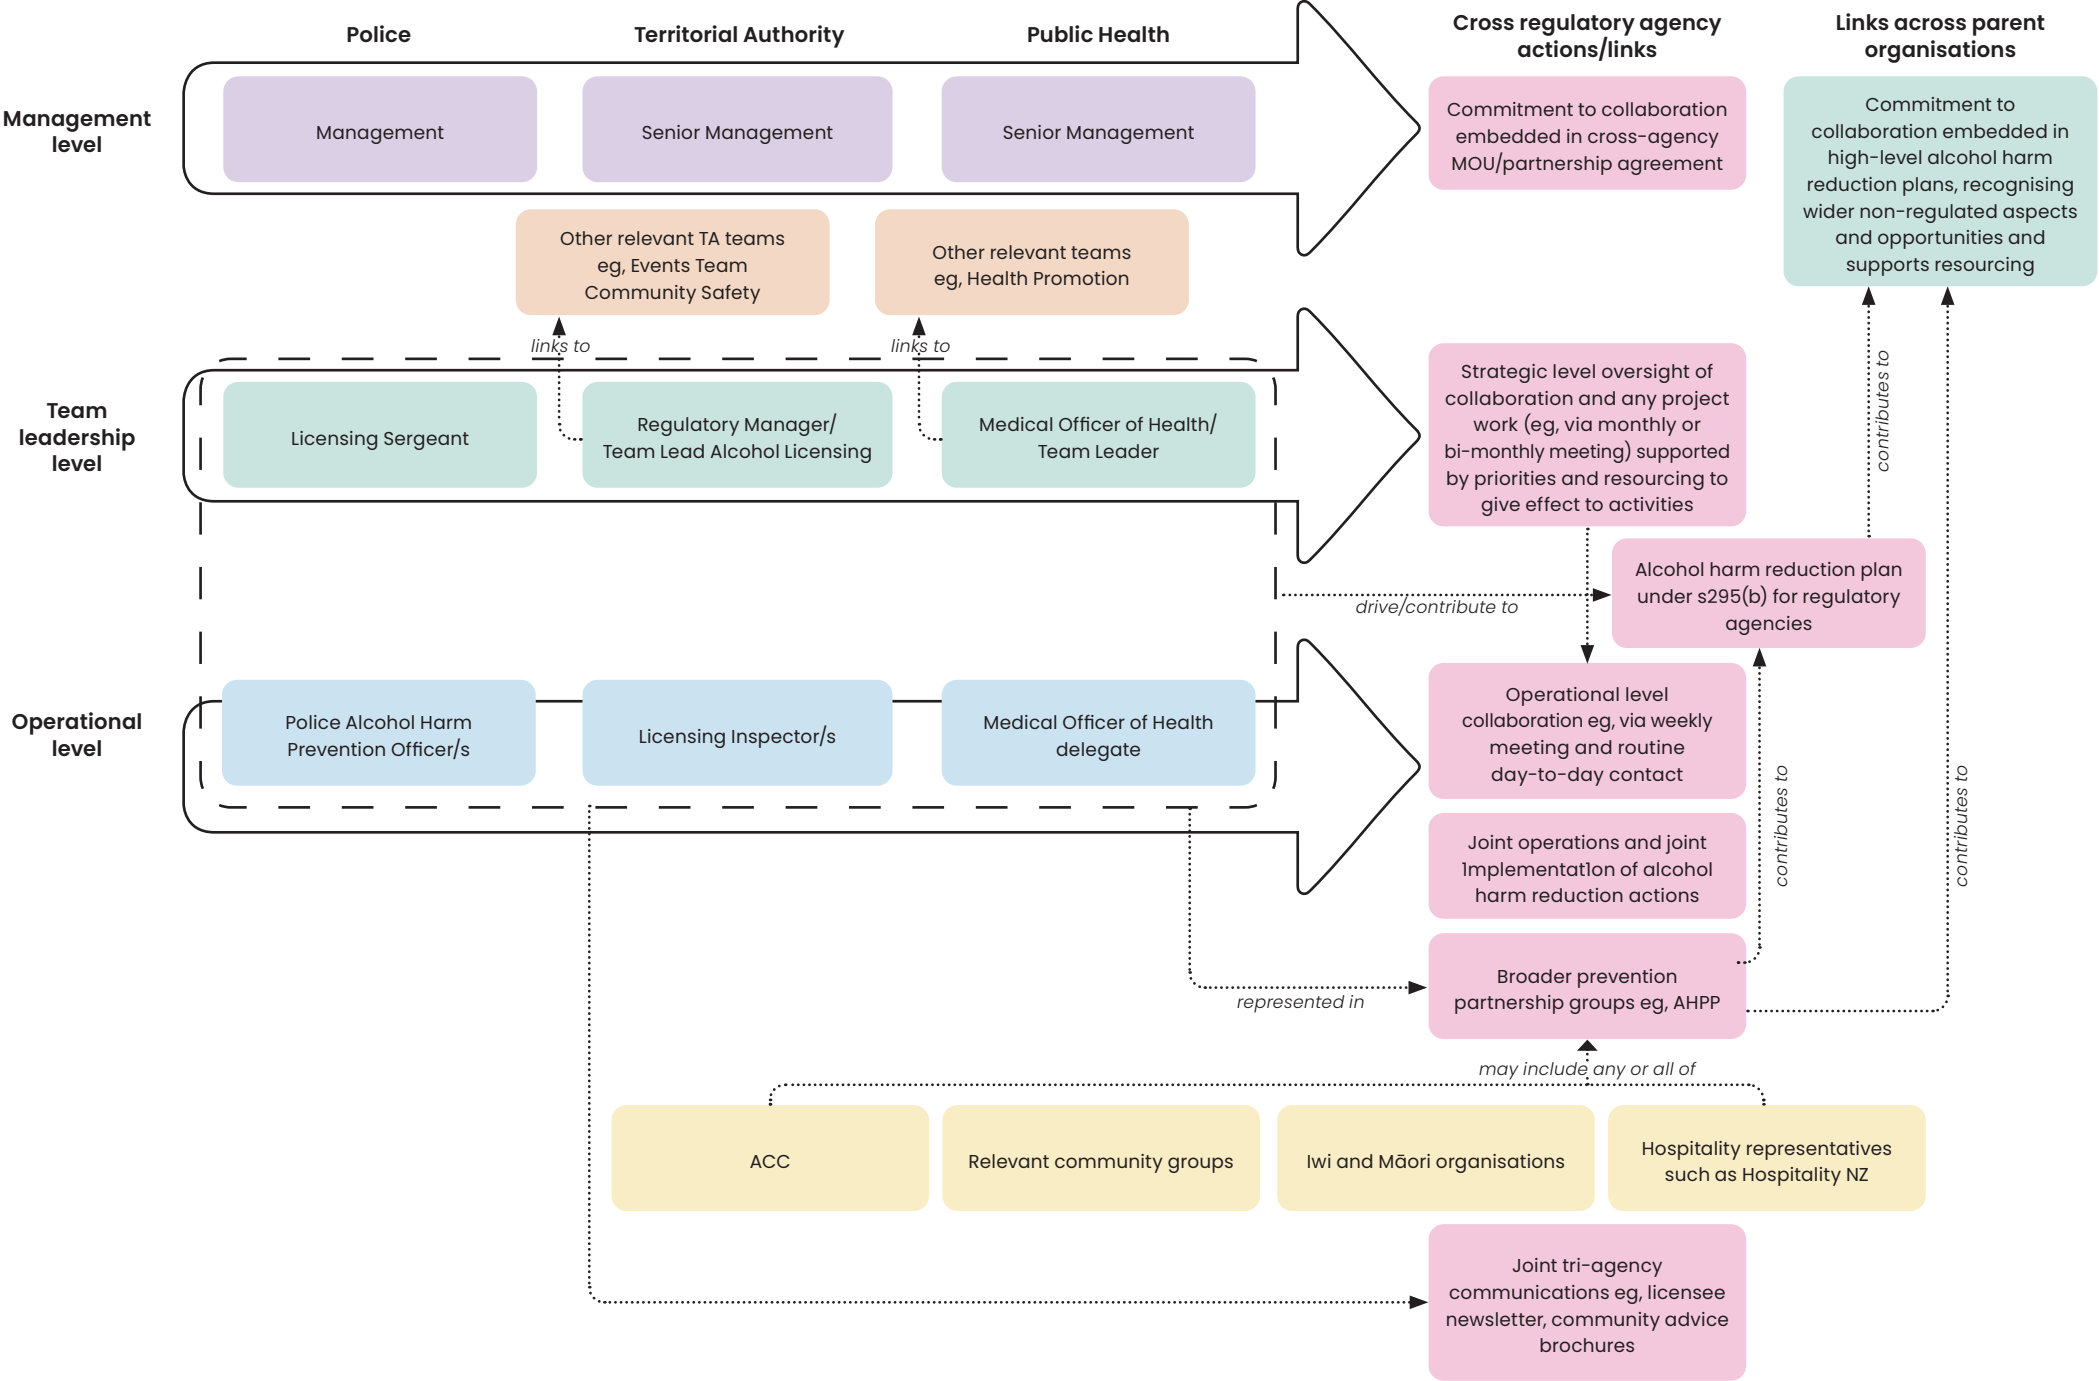 Police
Territorial Authority
Public Health
Cross regulatory agency
actions/links
Links across parent
organisations
Management
level
Management
Senior Management
Senior Management
Commitment to collaboration
embedded in cross-agency
MOU/partnership agreement
Commitment to
collaboration embedded in
high-level alcohol harm
reduction plans, recognising
wider non-regulated aspects
and opportunities and
supports resourcing
Other relevant TA teams
eg, Events Team
Community Safety
Other relevant teams
eg, Health Promotion
links to
links to
Team
leadership
level
Licensing Sergeant
Regulatory Manager/
Team Lead Alcohol Licensing
Medical Officer of Health/
Team Leader
Strategic level oversight of
collaboration and any project
work (eg, via monthly or
bi-monthly meeting) supported
by priorities and resourcing to
give effect to activities
contributes to
Alcohol harm reduction plan
under s295(b) for regulatory
agencies
drive/contribute to
Operational
level
Police Alcohol Harm
Prevention Officer/s
Licensing Inspector/s
Medical Officer of Health
delegate
Operational level
collaboration eg, via weekly
meeting and routine
day-to-day contact
contributes to
contributes to
Joint operations and joint
implementation of alcohol
harm reduction actions
Broader prevention
partnership groups eg, AHPP
represented in
may include any or all of
ACC
Relevant community groups
Iwi and Māori organisations
Hospitality representatives
such as Hospitality NZ
Joint tri-agency
communications eg, licensee
newsletter, community advice
brochures